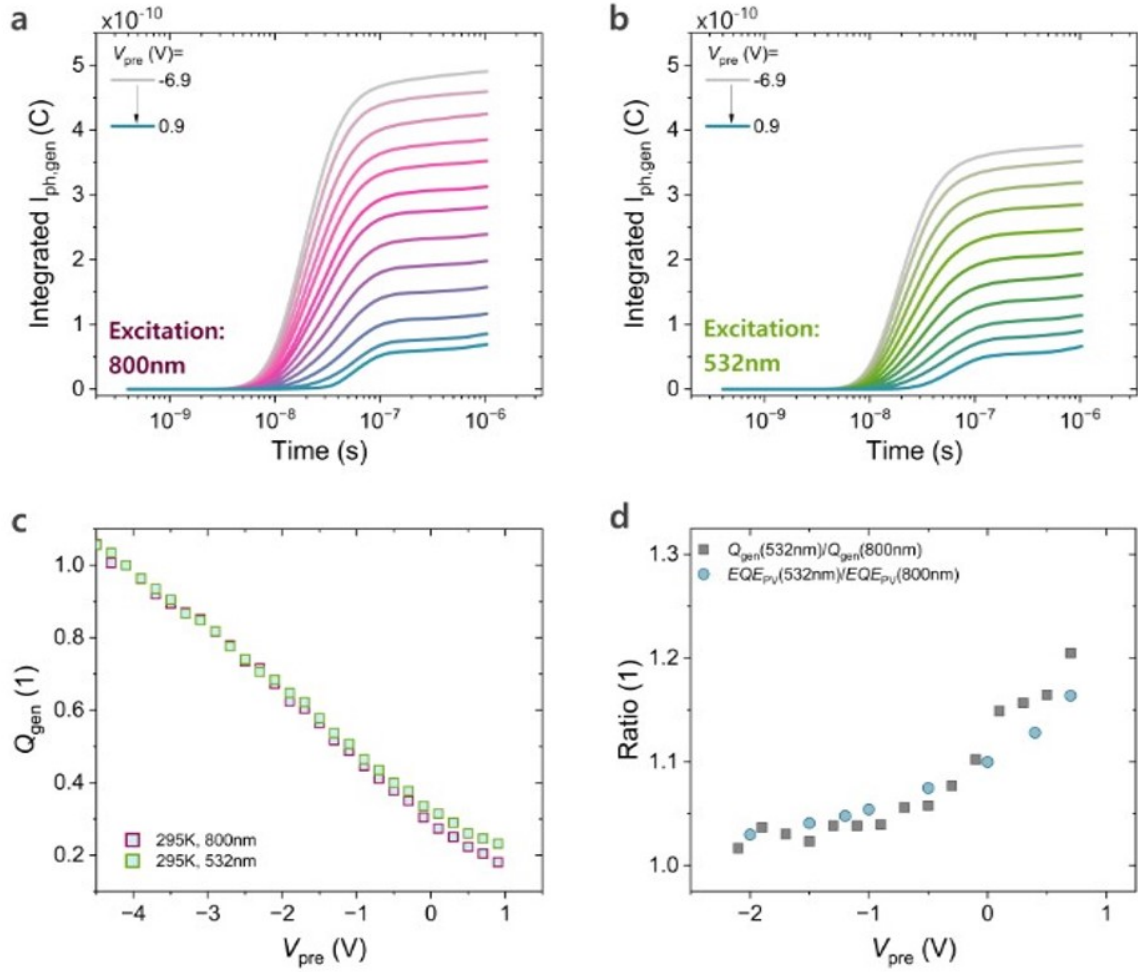 a
x10⁻¹⁰
Integrated I_ph,gen (C)
5
4
3
2
1
0
V_pre (V)=
-6.9
0.9
Excitation:
800nm
10⁻⁹ 10⁻⁸ 10⁻⁷ 10⁻⁶
Time (s)
b
x10⁻¹⁰
Integrated I_ph,gen (C)
5
4
3
2
1
0
V_pre (V)=
-6.9
0.9
Excitation:
532nm
10⁻⁹ 10⁻⁸ 10⁻⁷ 10⁻⁶
Time (s)
c
Q_gen (1)
1.0
0.8
0.6
0.4
0.2
295K, 800nm
295K, 532nm
−4 −3 −2 −1 0 1
V_pre (V)
d
Ratio (1)
1.3
1.2
1.1
1.0
Q_gen(532nm)/Q_gen(800nm)
EQE_PV(532nm)/EQE_PV(800nm)
−2 −1 0 1
V_pre (V)